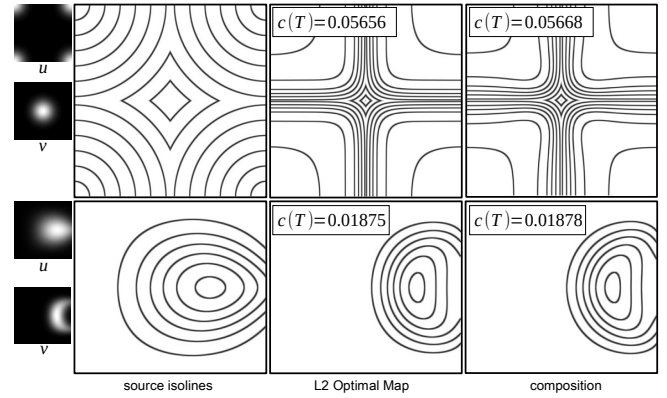 u
v
c(T)=0.05656
c(T)=0.05668
u
v
c(T)=0.01875
c(T)=0.01878
source isolines
L2 Optimal Map
composition